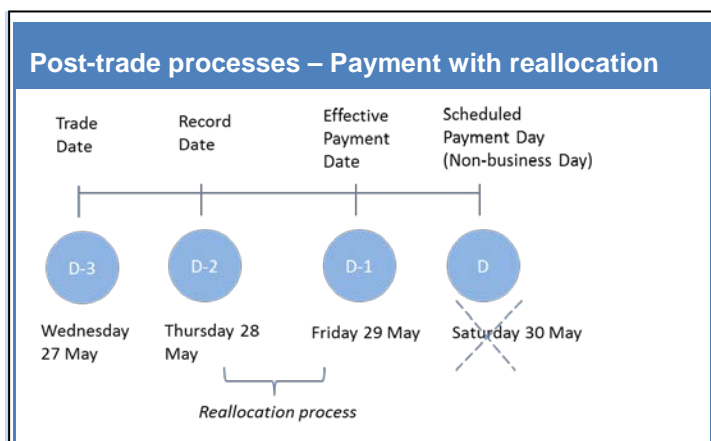 Post-trade processes – Payment with reallocation
Trade
Date
Record
Date
Effective
Payment
Date
Scheduled
Payment Day
(Non-business Day)
D-3
D-2
D-1
D
Wednesday
27 May
Thursday 28
May
Friday 29 May
Saturday 30 May
Reallocation process